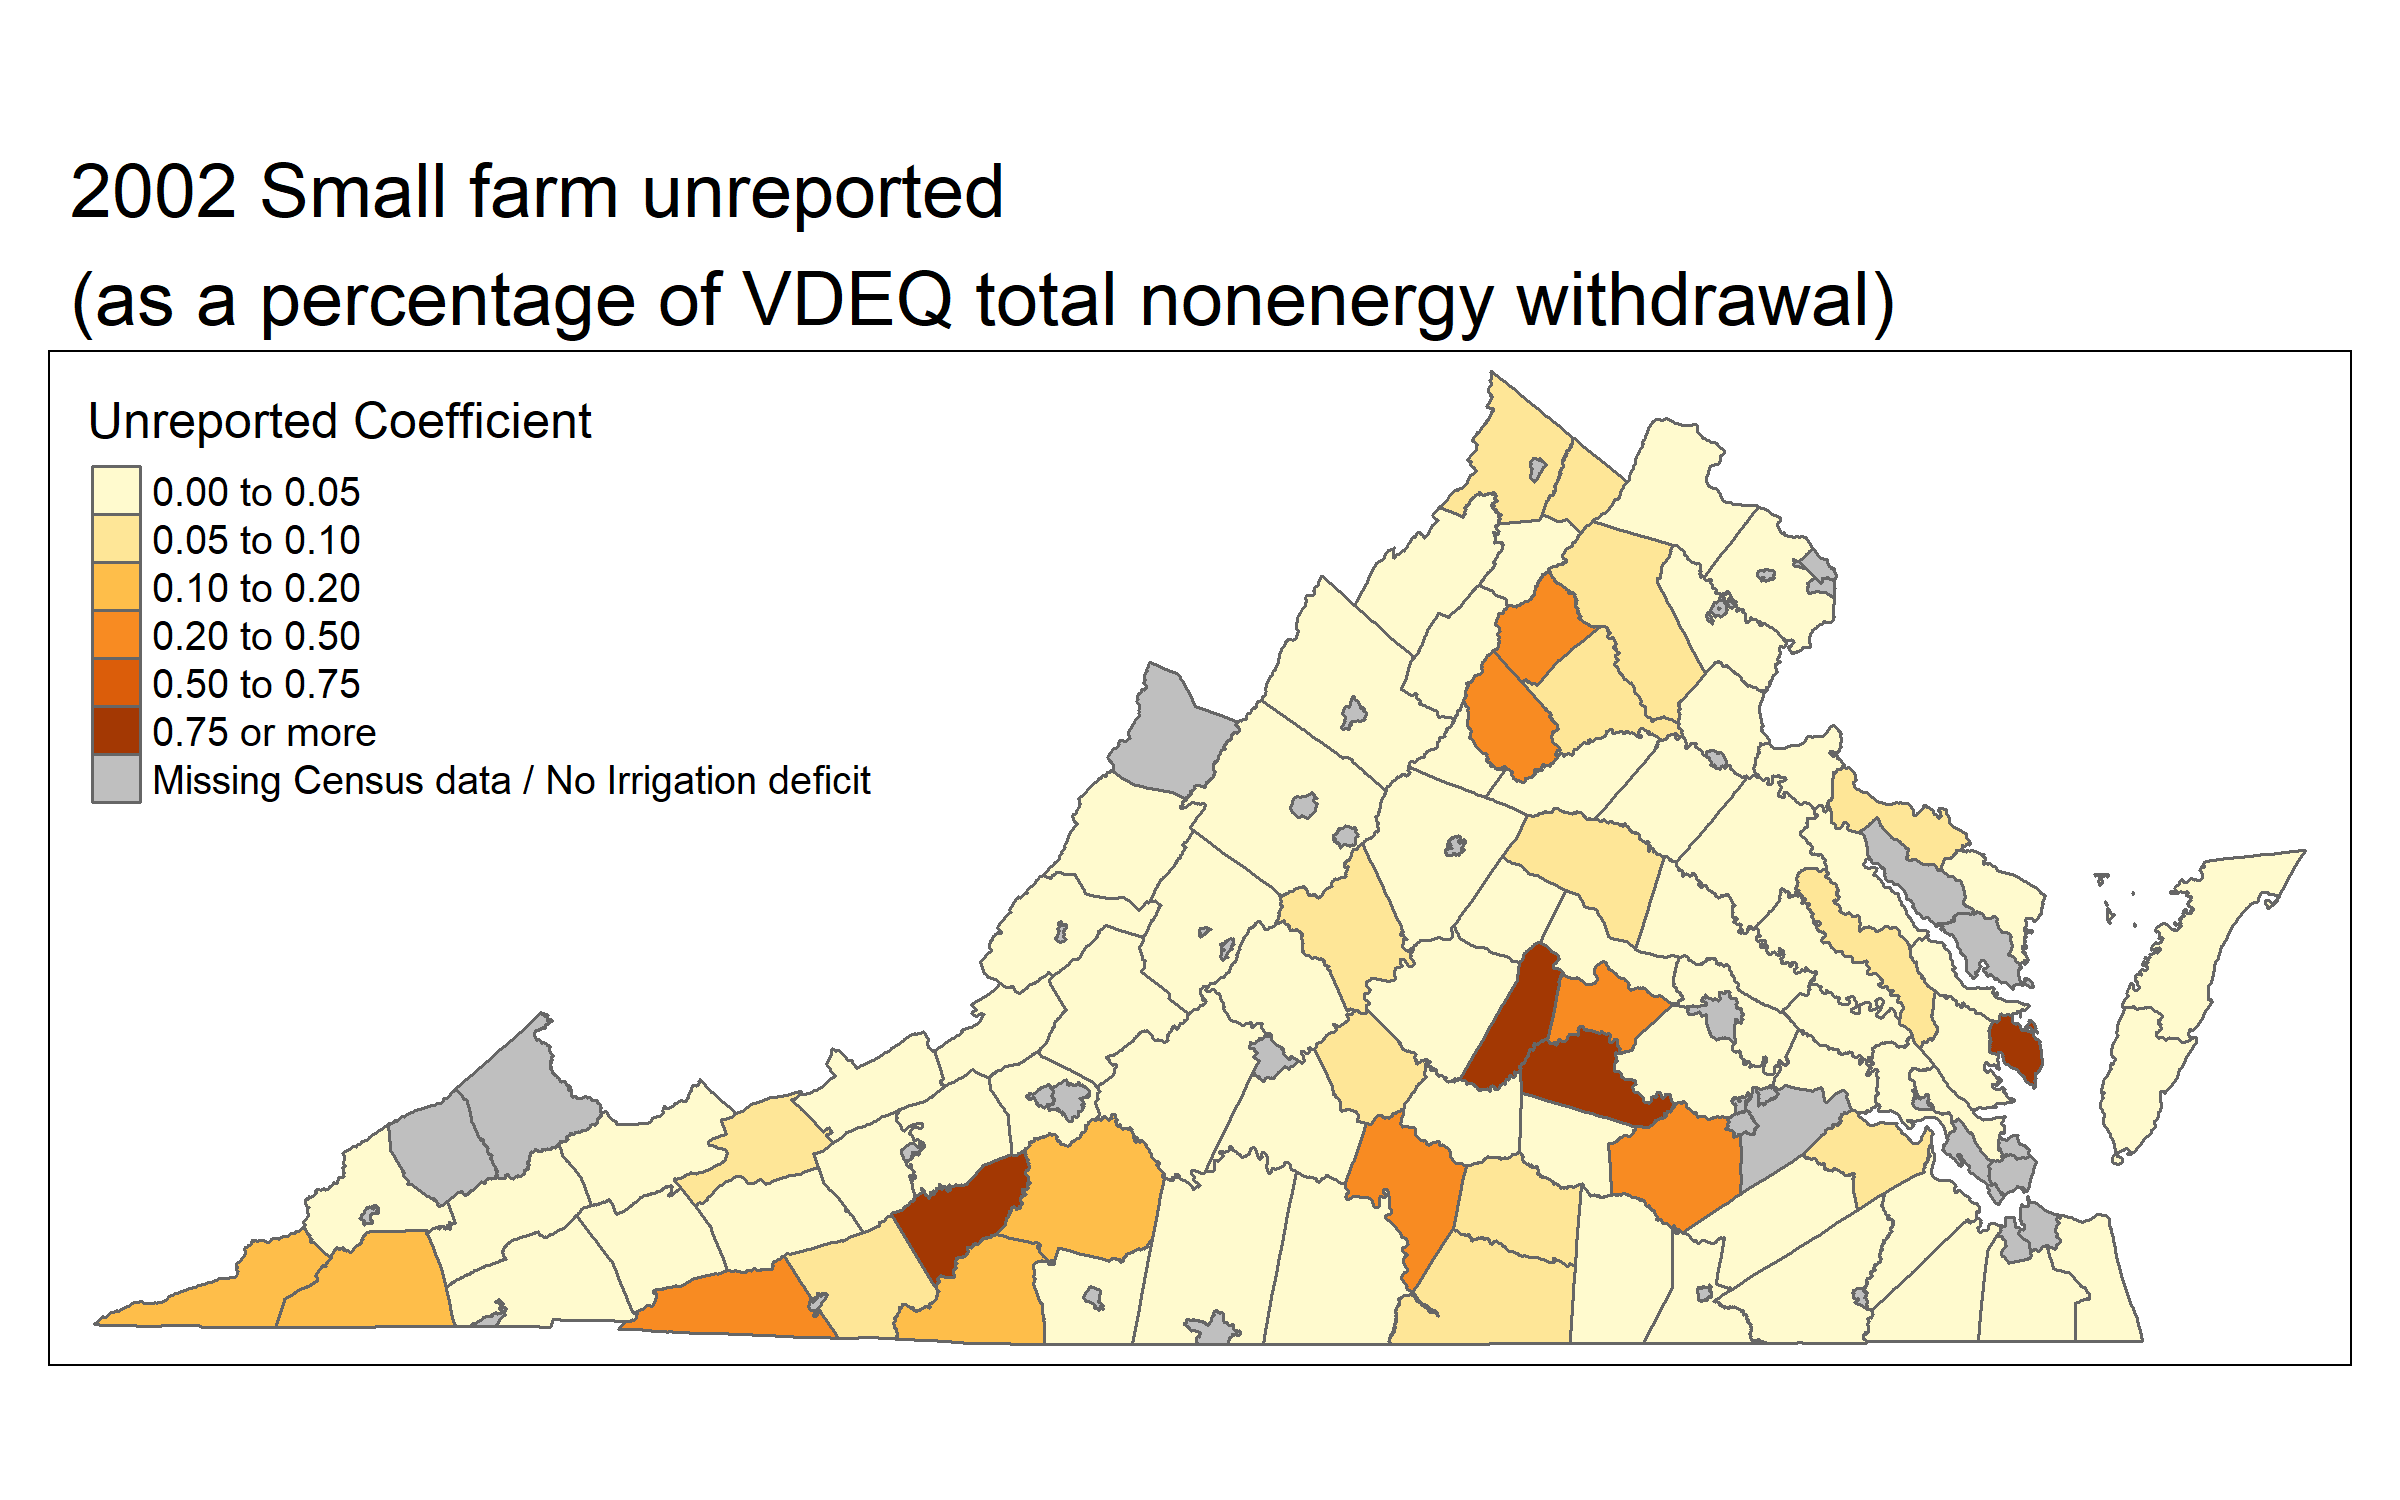 2002 Small farm unreported
(as a percentage of VDEQ total nonenergy withdrawal)
Unreported Coefficient
0.00 to 0.05
0.05 to 0.10
0.10 to 0.20
0.20 to 0.50
0.50 to 0.75
0.75 or more
Missing Census data / No Irrigation deficit